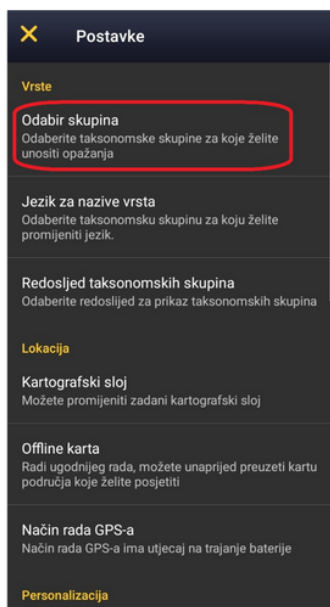 Postavke
Vrste
Odabir skupina
Odaberite taksonomske skupine za koje želite
unositi opažanja
Jezik za nazive vrsta
Odaberite taksonomsku skupinu za koju želite
promijeniti jezik.
Redosljed taksonomskih skupina
Odaberite redoslijed za prikaz taksonomskih skupina
Lokacija
Kartografski sloj
Možete promijeniti zadani kartografski sloj
Offline karta
Radi ugodnijeg rada, možete unaprijed preuzeti kartu
područja koje želite posjetiti
Način rada GPS-a
Način rada GPS-a ima utjecaj na trajanje baterije
Personalizacija